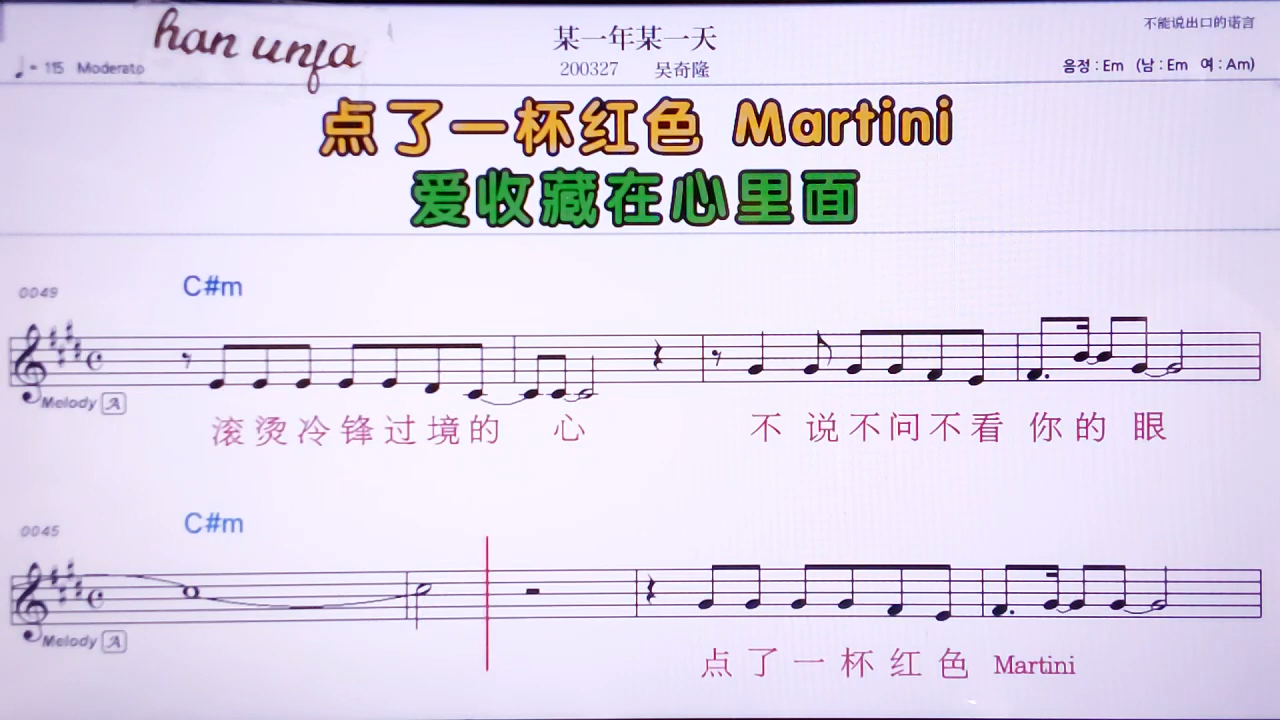 han unfa
某一年某一天
不能说出口的诺言
♩= 115 Moderato
200327 吴奇隆
음정 : Em (남 : Em 여 : Am)
点了一杯红色 Martini
爱收藏在心里面
C#m
0049
Melody A
滚烫冷锋过境的 心 不 说不问不看 你的 眼
C#m
0045
Melody A
点了一杯红色 Martini